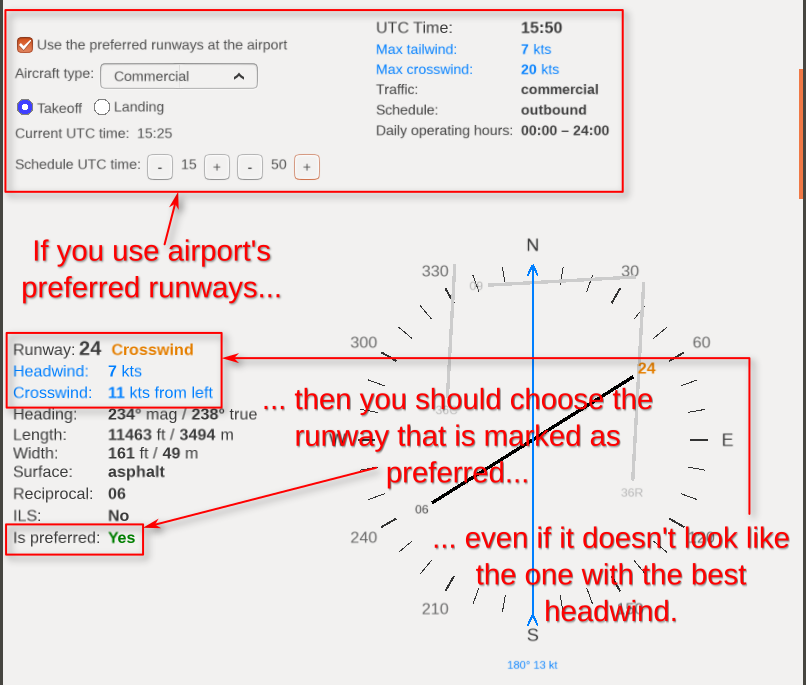 Use the preferred runways at the airport
Aircraft type: Commercial
Takeoff Landing
Current UTC time: 15:25
Schedule UTC time: - 15 + - 50 +
UTC Time: 15:50
Max tailwind: 7 kts
Max crosswind: 20 kts
Traffic: commercial
Schedule: outbound
Daily operating hours: 00:00 – 24:00
If you use airport's
preferred runways...
Runway: 24 Crosswind
Headwind: 7 kts
Crosswind: 11 kts from left
Heading: 234° mag / 238° true
Length: 11463 ft / 3494 m
Width: 161 ft / 49 m
Surface: asphalt
Reciprocal: 06
ILS: No
Is preferred: Yes
... then you should choose the
runway that is marked as
preferred...
... even if it doesn't look like
the one with the best
headwind.
N
330
09
30
300
60
24
W
E
36R
06
240
210
S
180° 13 kt